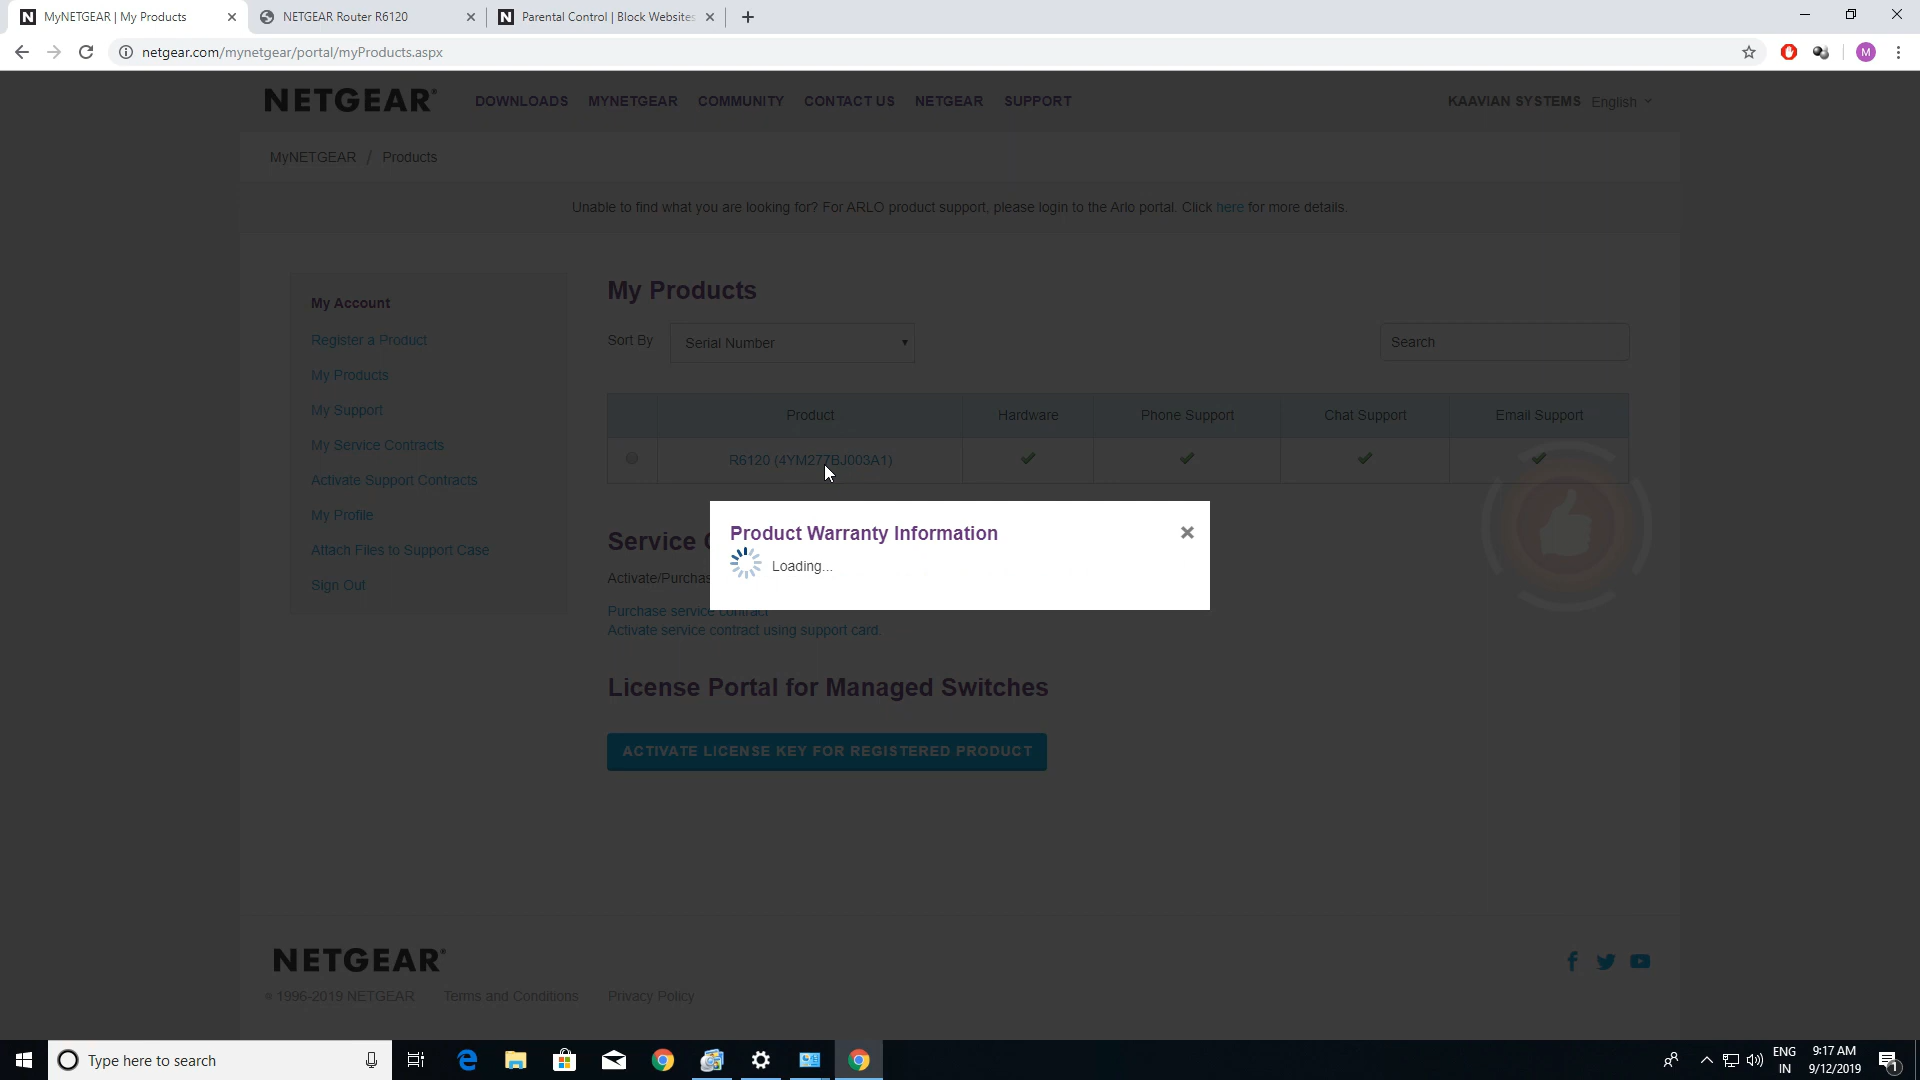 MyNETGEAR | My Products
NETGEAR Router R6120
Parental Control | Block Websites
netgear.com/mynetgear/portal/myProducts.aspx
M
NETGEAR®
DOWNLOADS MYNETGEAR COMMUNITY CONTACT US NETGEAR SUPPORT
KAAVIAN SYSTEMS English
MyNETGEAR / Products
Unable to find what you are looking for? For ARLO product support, please login to the Arlo portal. Click here for more details.
My Account
Register a Product
My Products
My Support
My Service Contracts
Activate Support Contracts
My Profile
Attach Files to Support Case
Sign Out
My Products
Sort By Serial Number Search
Product Hardware Phone Support Chat Support Email Support
R6120 (4YM277BJ003A1)
Product Warranty Information
Loading...
Service
Activate/Purchas
Purchase service contract
Activate service contract using support card.
License Portal for Managed Switches
ACTIVATE LICENSE KEY FOR REGISTERED PRODUCT
NETGEAR®
1996-2019 NETGEAR Terms and Conditions Privacy Policy
Type here to search
ENG
IN
9:17 AM
9/12/2019
1